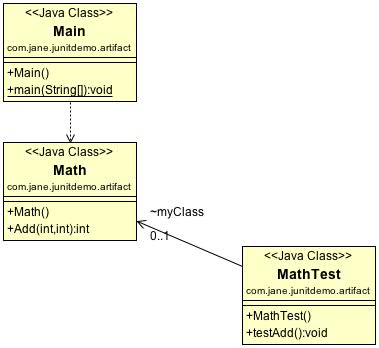 <<Java Class>>
Main
com.jane.junitdemo.artifact
+Main()
+main(String[]):void
<<Java Class>>
Math
com.jane.junitdemo.artifact
+Math()
+Add(int,int):int
~myClass
0..1
<<Java Class>>
MathTest
com.jane.junitdemo.artifact
+MathTest()
+testAdd():void